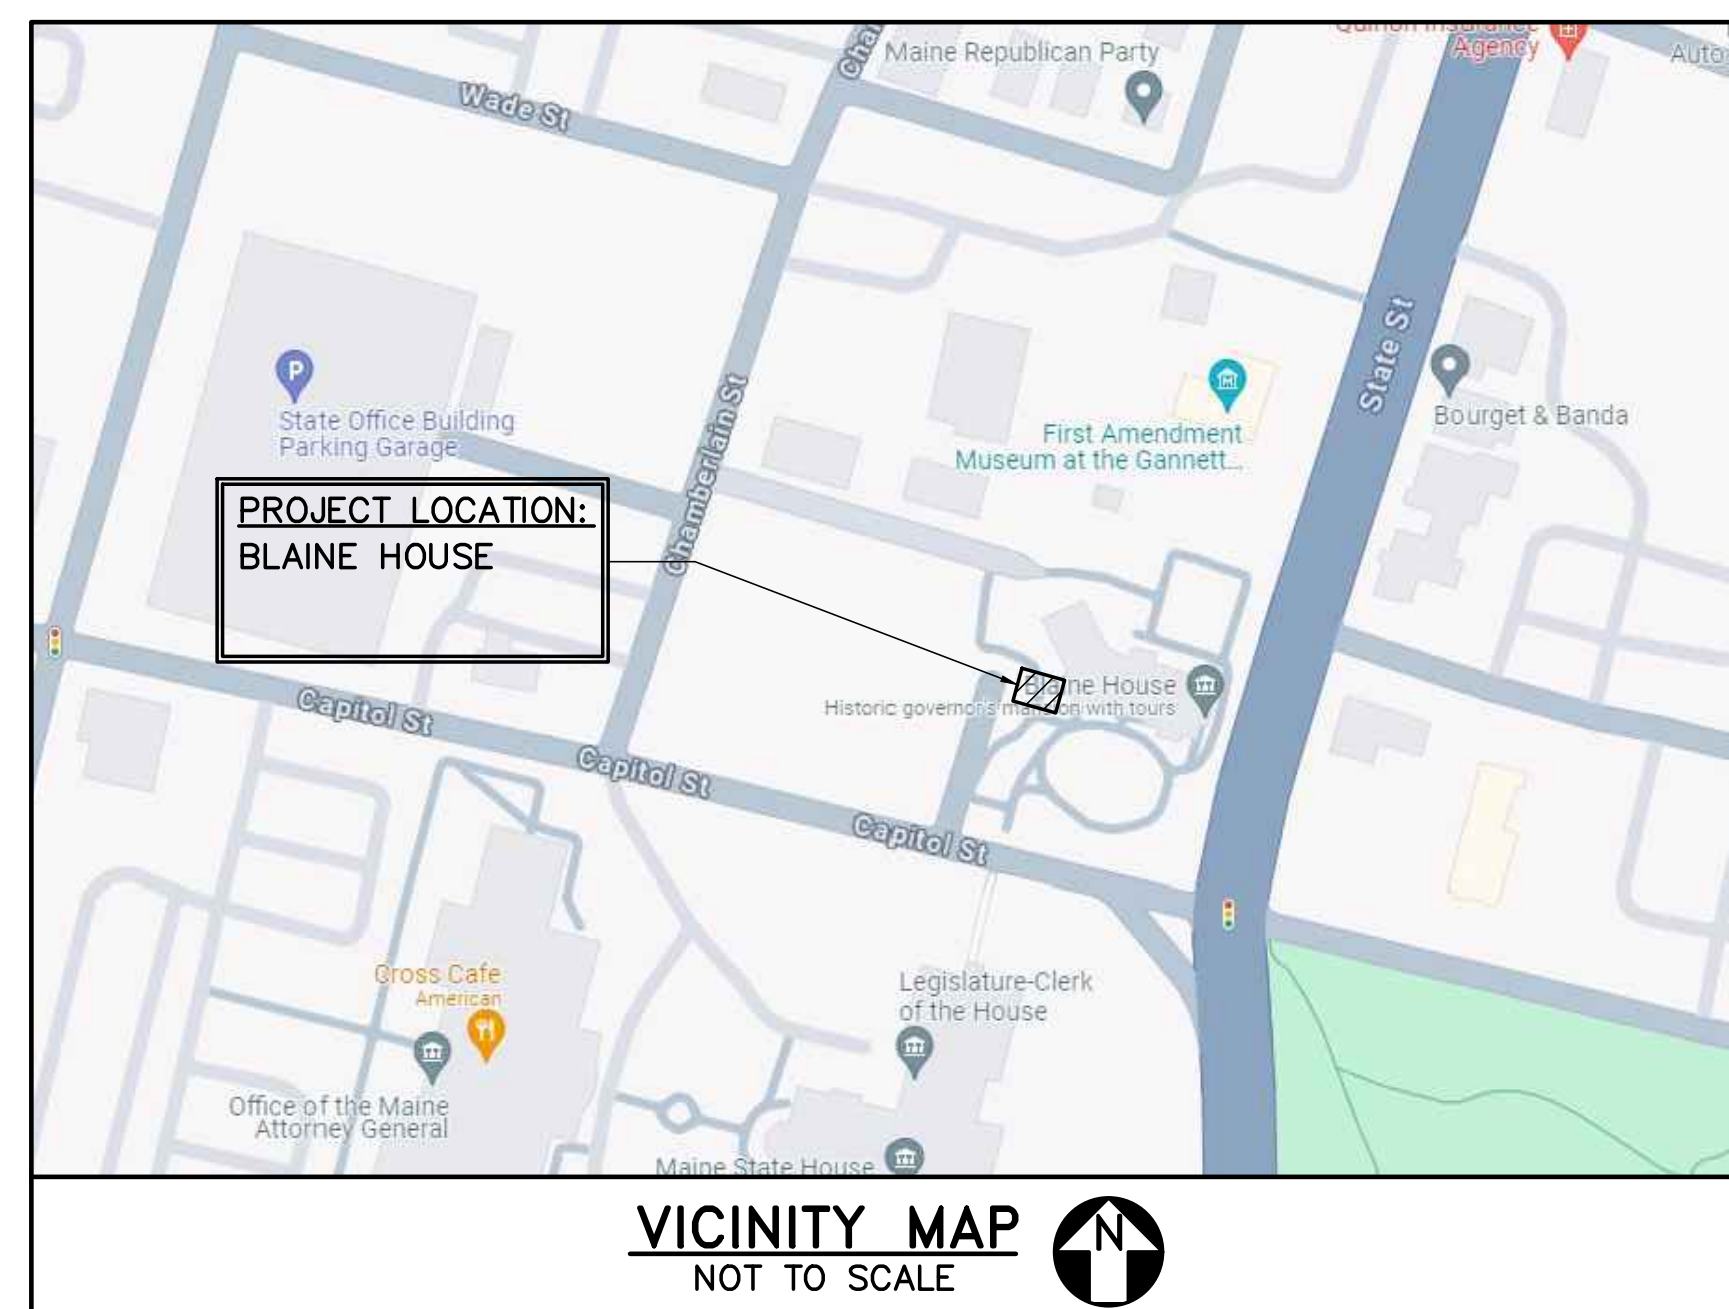 Maine Republican Party
Agency
Auto
Wade St
State St
State Office Building
Parking Garage
Chamberlain St
First Amendment
Museum at the Gannett...
Bourget & Banda
PROJECT LOCATION:
BLAINE HOUSE
Blaine House
Historic governor's mansion with tours
Capitol St
Capitol St
Capitol St
Cross Cafe
American
Legislature-Clerk
of the House
Office of the Maine
Attorney General
Maine State House
VICINITY MAP
N
NOT TO SCALE